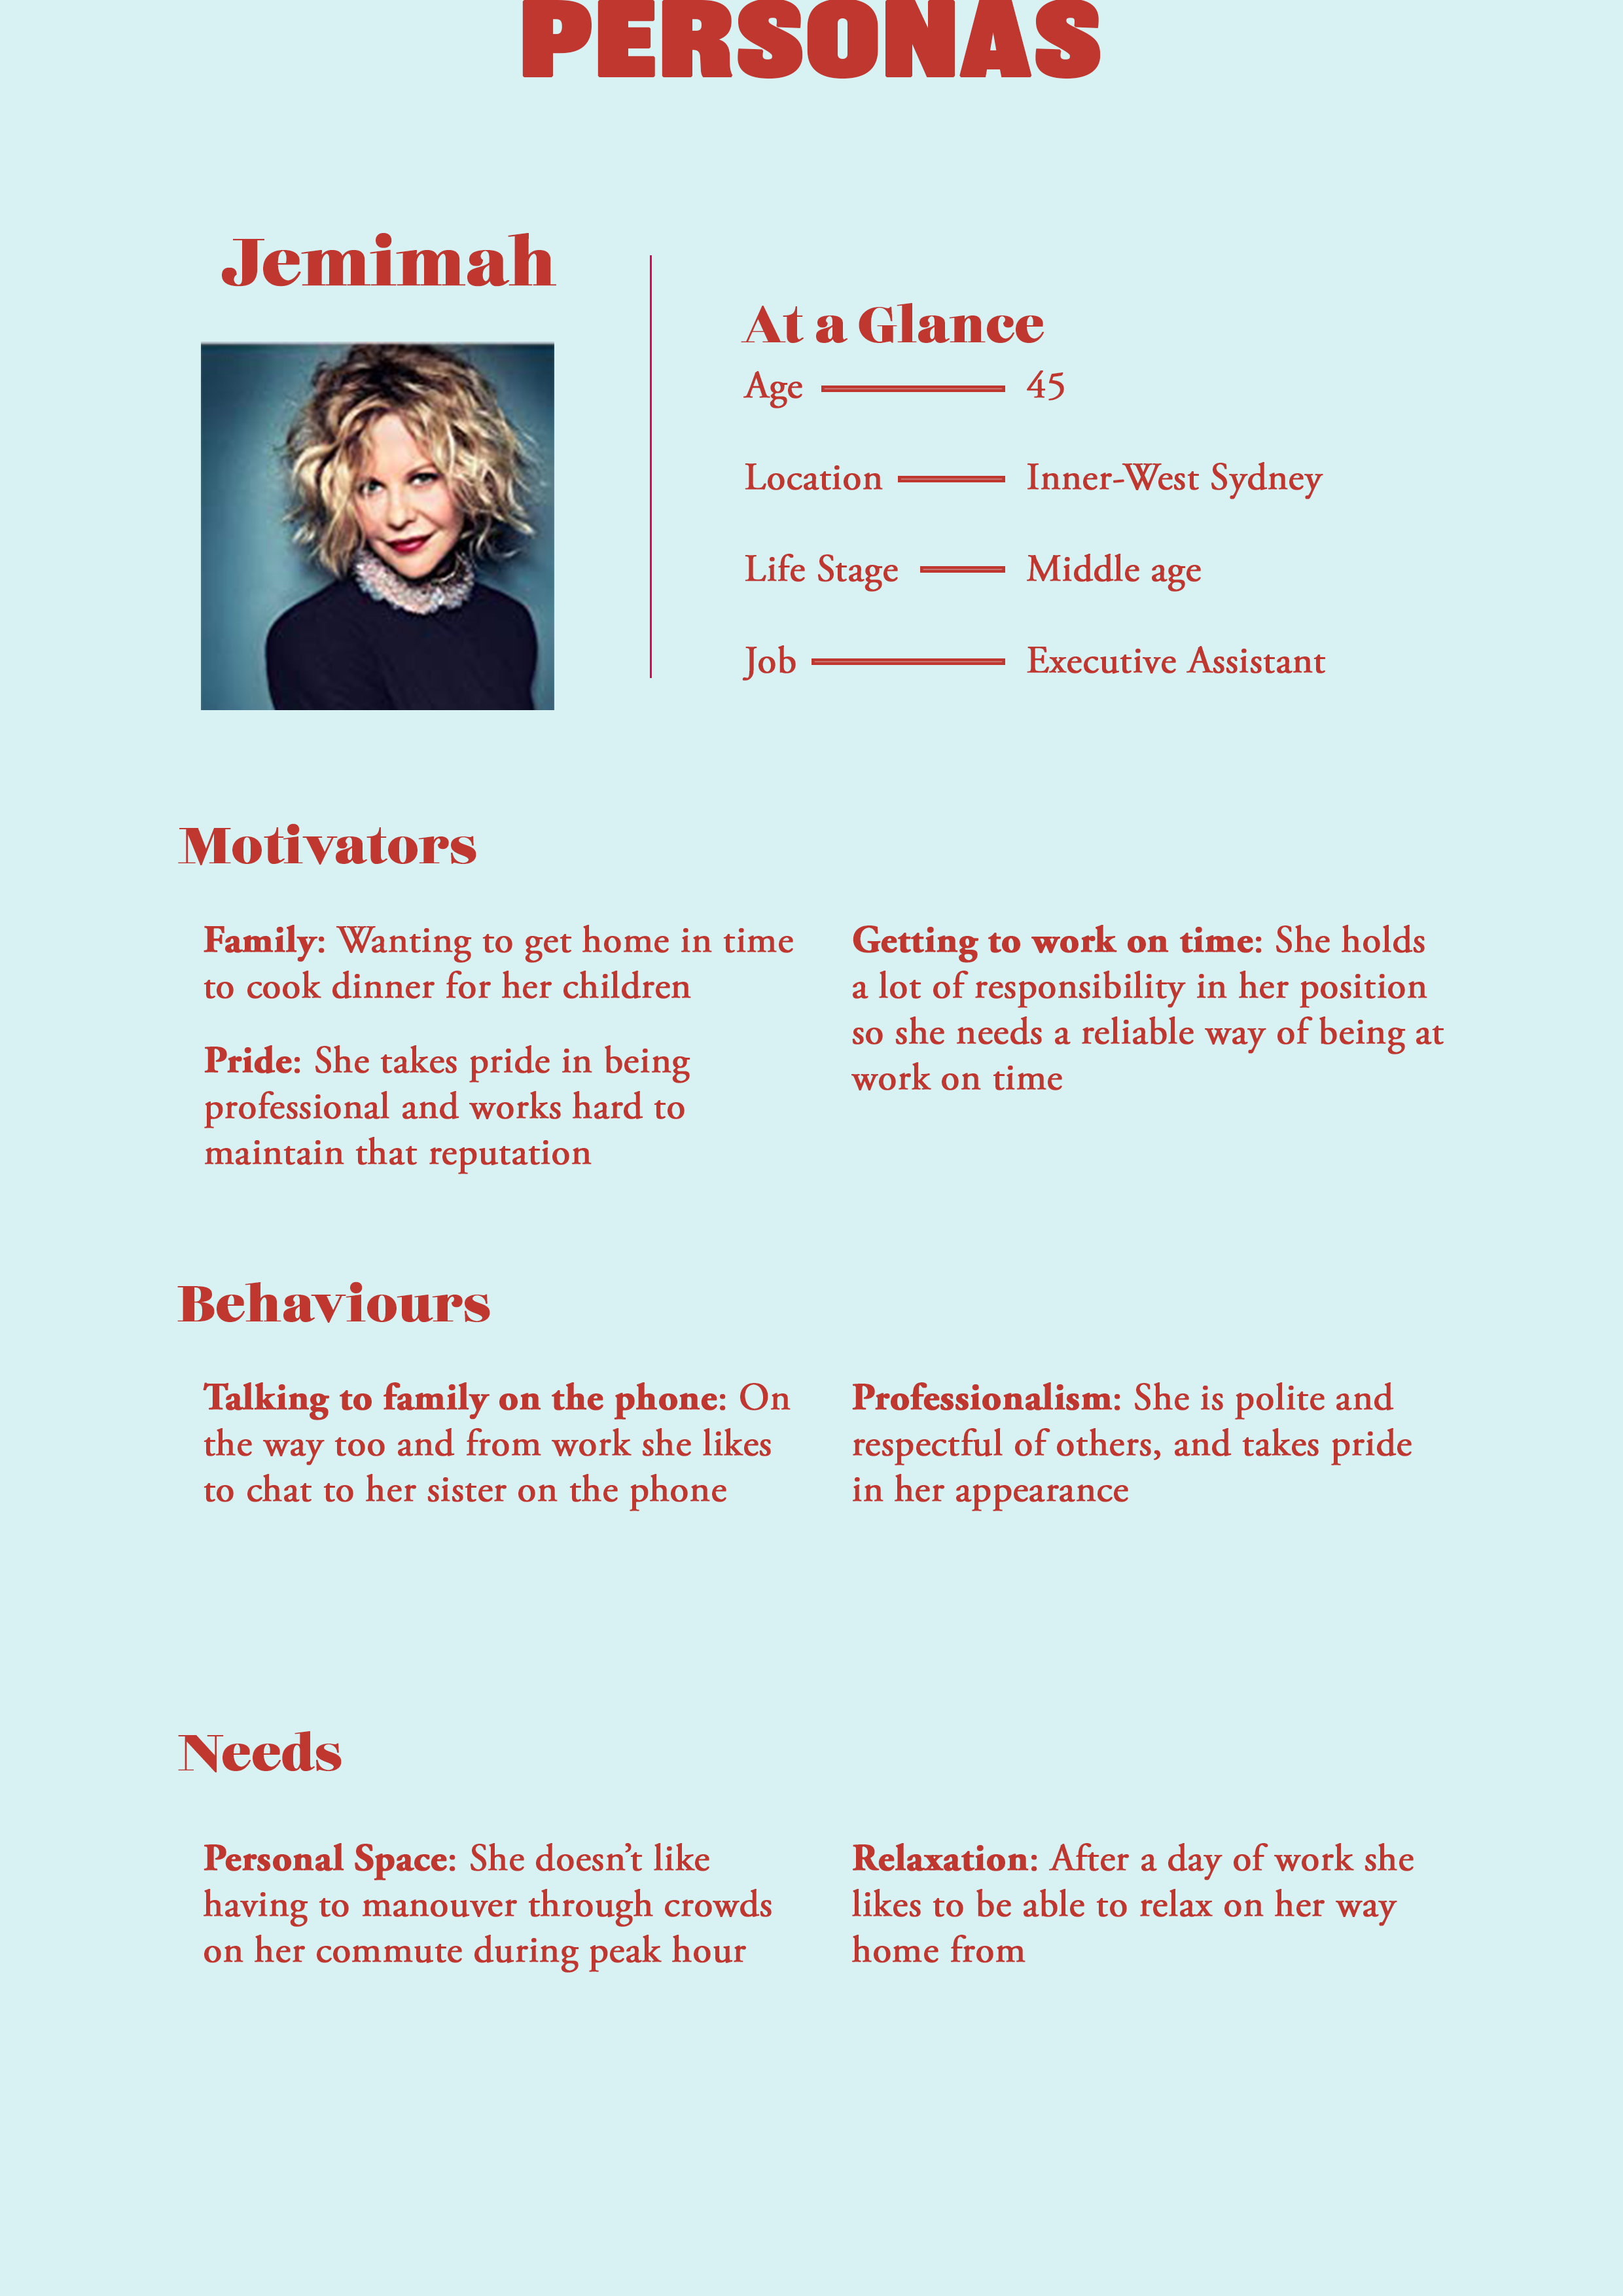 PERSONAS
Jemimah
At a Glance
Age 45
Location Inner-West Sydney
Life Stage Middle age
Job Executive Assistant
Motivators
Family: Wanting to get home in time
to cook dinner for her children
Pride: She takes pride in being
professional and works hard to
maintain that reputation
Getting to work on time: She holds
a lot of responsibility in her position
so she needs a reliable way of being at
work on time
Behaviours
Talking to family on the phone: On
the way too and from work she likes
to chat to her sister on the phone
Professionalism: She is polite and
respectful of others, and takes pride
in her appearance
Needs
Personal Space: She doesn’t like
having to manouver through crowds
on her commute during peak hour
Relaxation: After a day of work she
likes to be able to relax on her way
home from